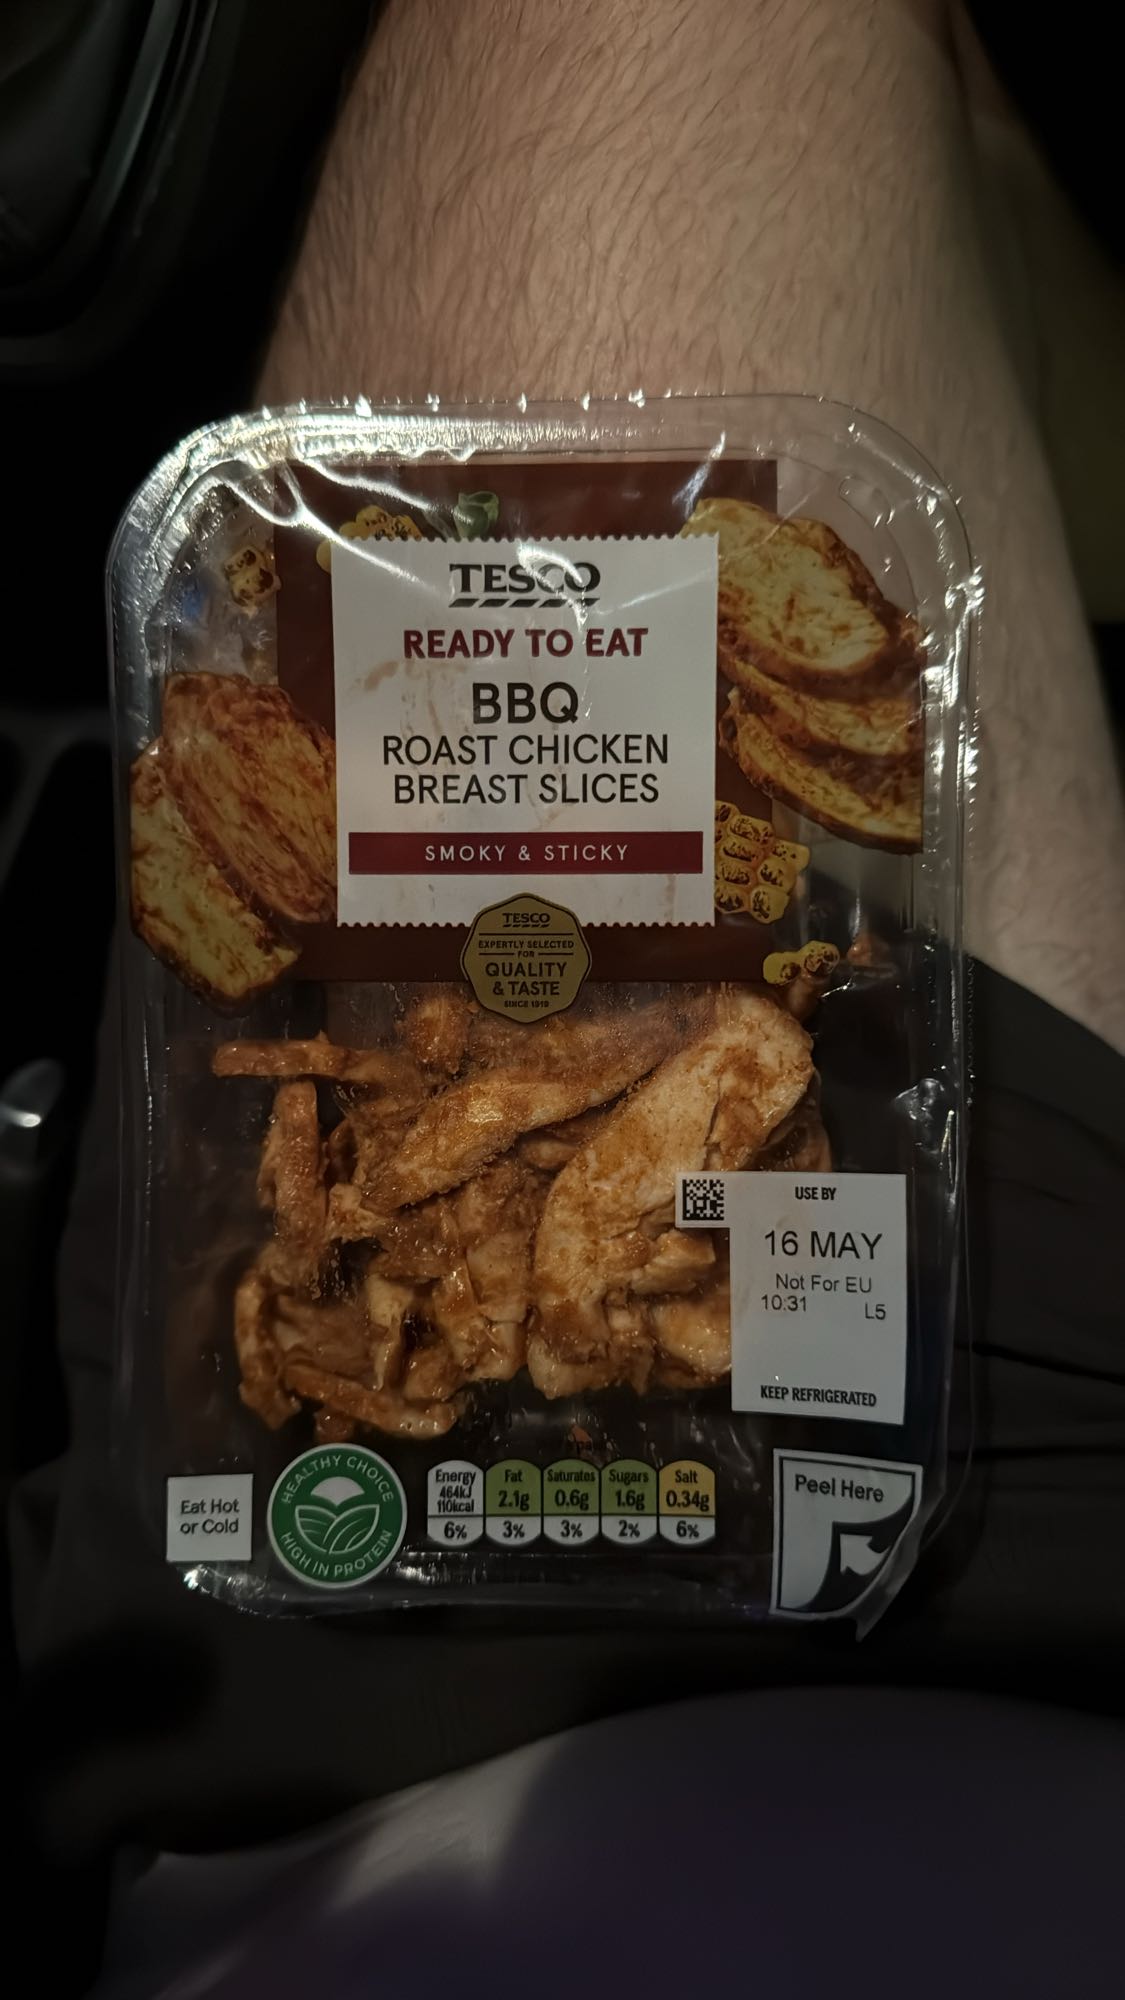 TESCO
READY TO EAT
BBQ
ROAST CHICKEN
BREAST SLICES
SMOKY & STICKY
TESCO
EXPERTLY SELECTED
FOR
QUALITY
& TASTE
SINCE 1919
USE BY
16 MAY
Not For EU
10:31 L5
KEEP REFRIGERATED
Eat Hot
or Cold
HEALTHY CHOICE
HIGH IN PROTEIN
Energy
464kJ
110kcal
6%
Fat
2.1g
3%
Saturates
0.6g
3%
Sugars
1.6g
2%
Salt
0.34g
6%
Peel Here